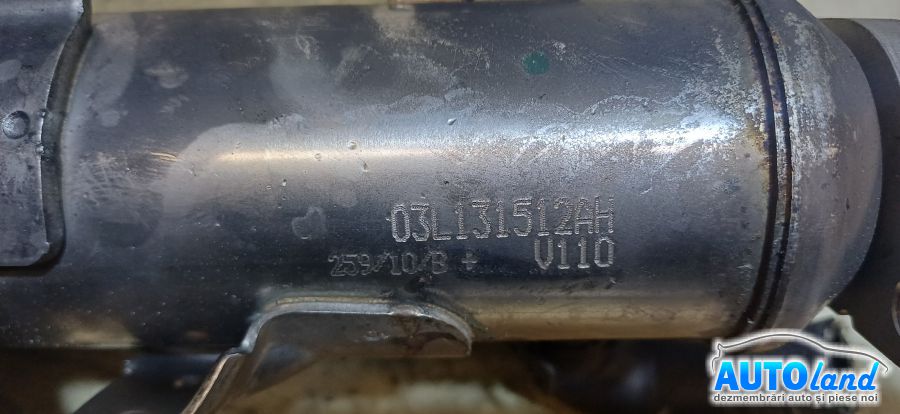 03L131512AH
259/10/B + V110
AUTOland
dezmembrări auto și piese noi